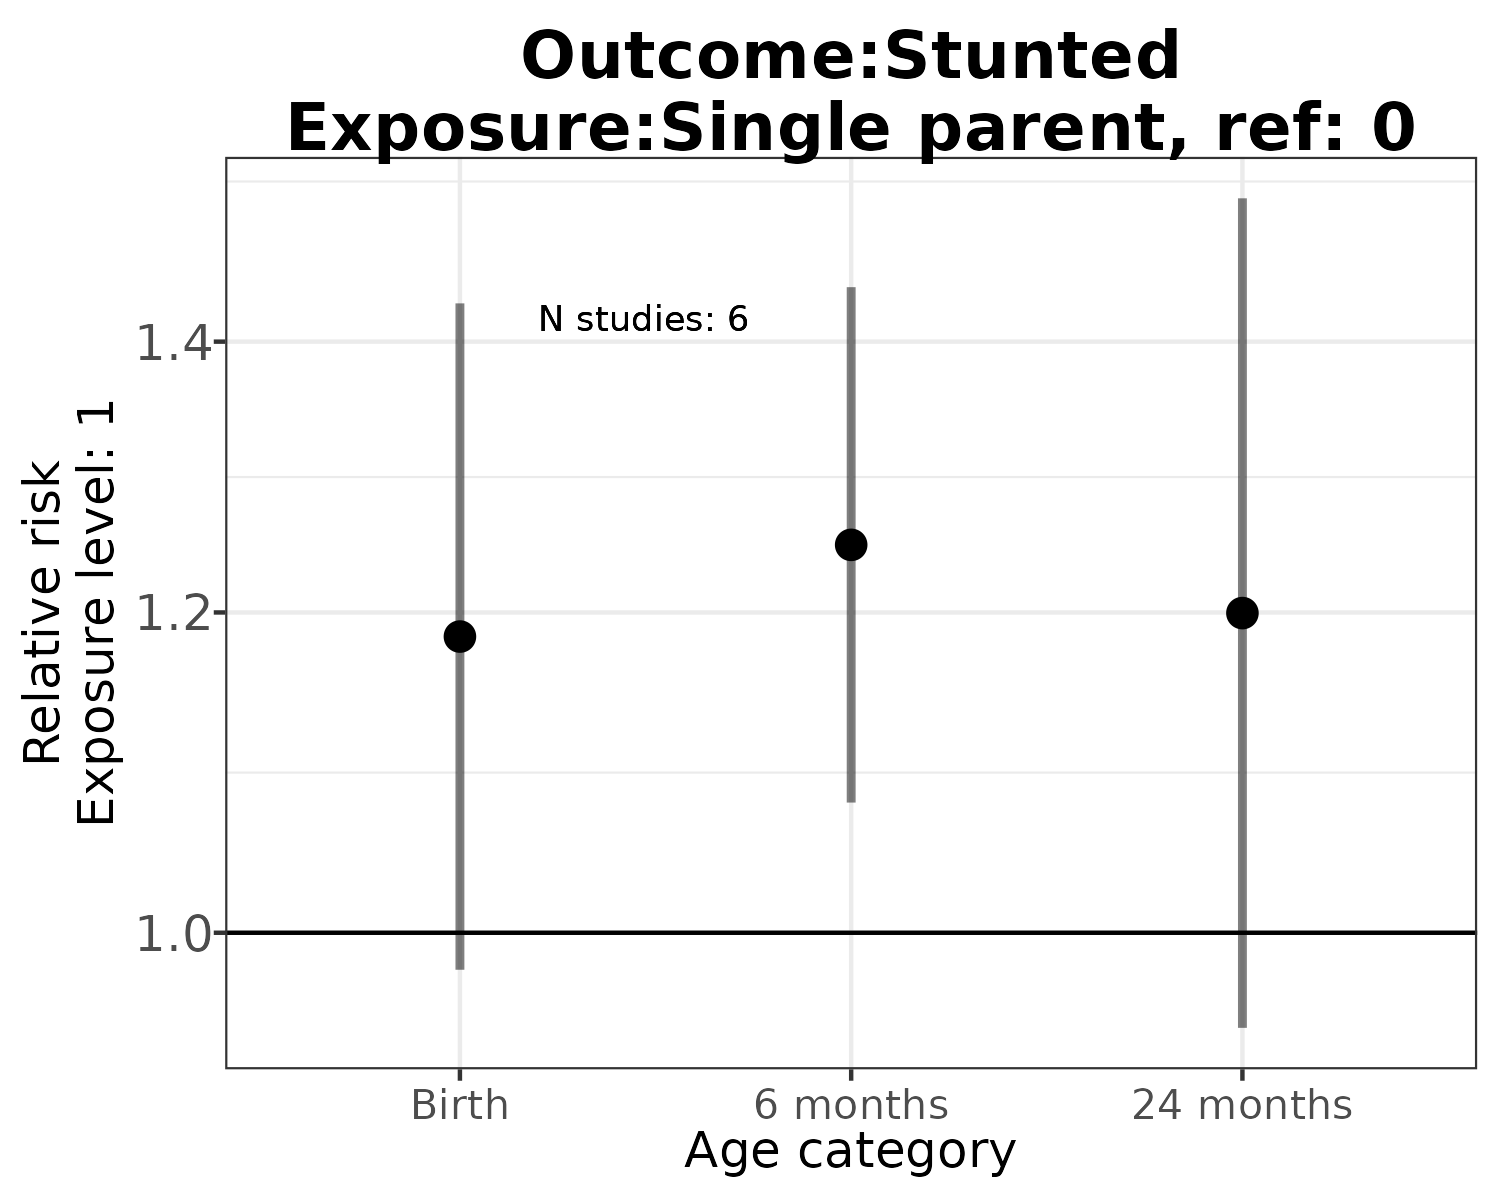 Outcome:Stunted
Exposure:Single parent, ref: 0
Relative risk
Exposure level: 1
1.4
1.2
1.0
N studies: 6
Birth
6 months
24 months
Age category